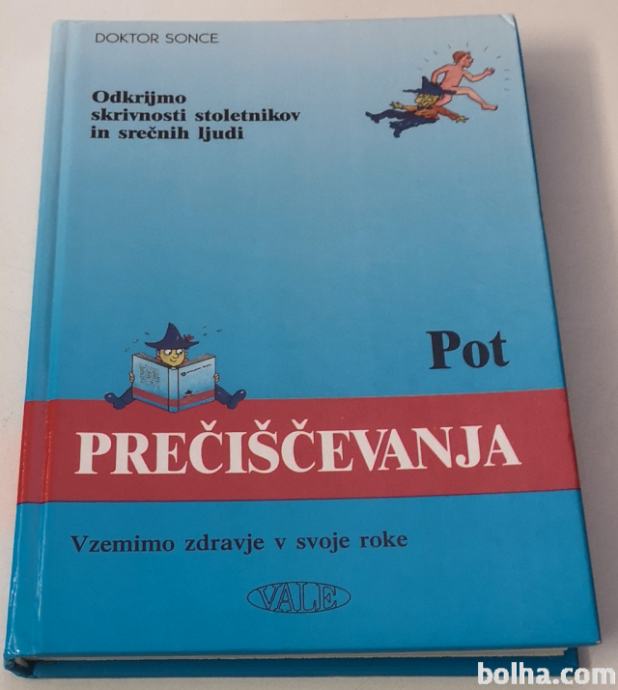 DOKTOR SONCE
Odkrijmo
skrivnosti stoletnikov
in srečnih ljudi
Pot
PREČIŠČEVANJA
Vzemimo zdravje v svoje roke
VALE
bolha.com